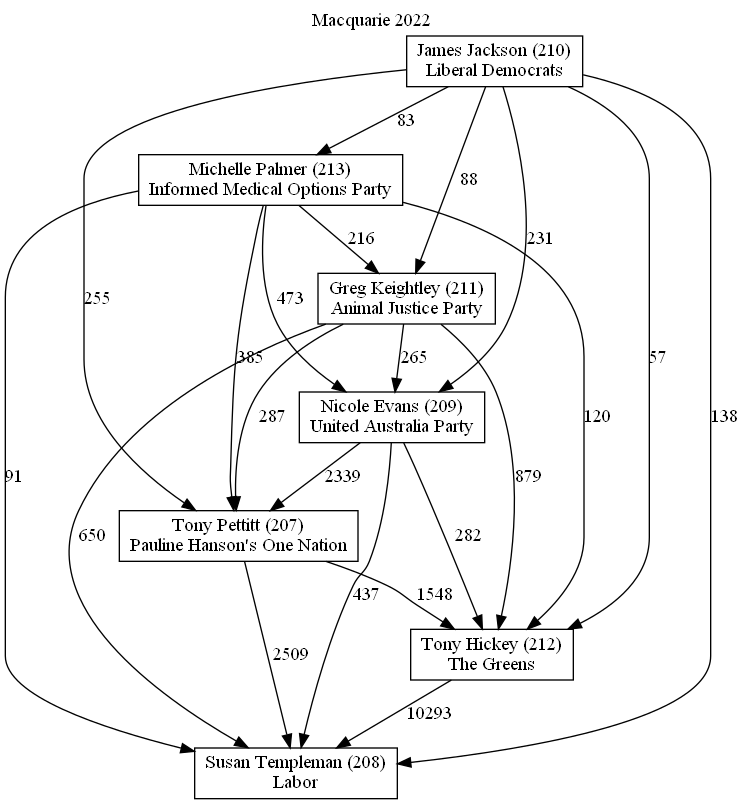 Macquarie 2022
James Jackson (210)
Liberal Democrats
83
Michelle Palmer (213)
Informed Medical Options Party
88
216
231
Greg Keightley (211)
Animal Justice Party
255
473
385
265
57
Nicole Evans (209)
United Australia Party
287
120
138
91
2339
879
Tony Pettitt (207)
Pauline Hanson's One Nation
650
282
437
1548
Tony Hickey (212)
The Greens
2509
10293
Susan Templeman (208)
Labor